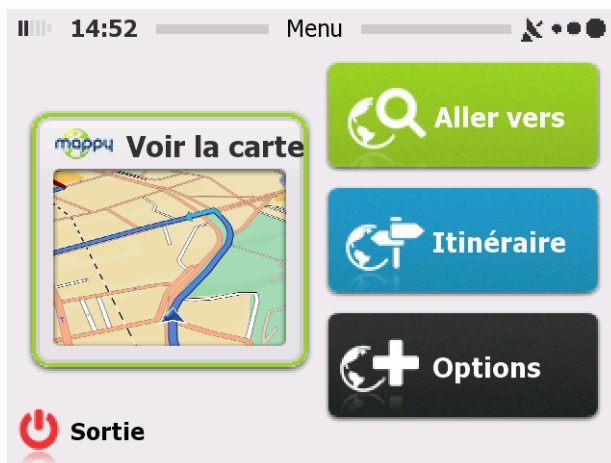 14:52 Menu
Aller vers
mappy Voir la carte
Itinéraire
Options
Sortie